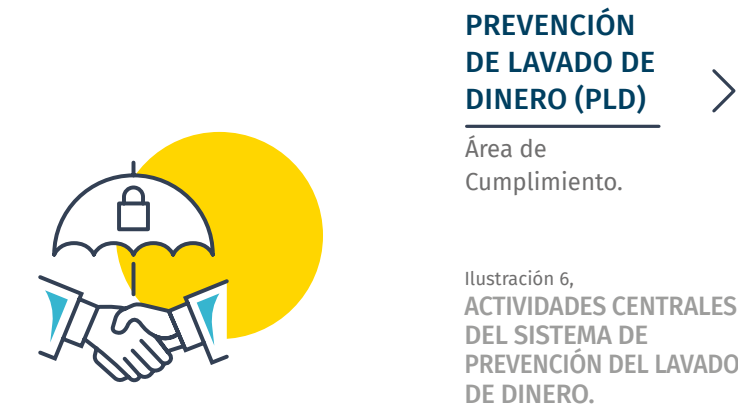 PREVENCIÓN
DE LAVADO DE
DINERO (PLD)
Área de
Cumplimiento.
Ilustración 6,
ACTIVIDADES CENTRALES
DEL SISTEMA DE
PREVENCIÓN DEL LAVADO
DE DINERO.